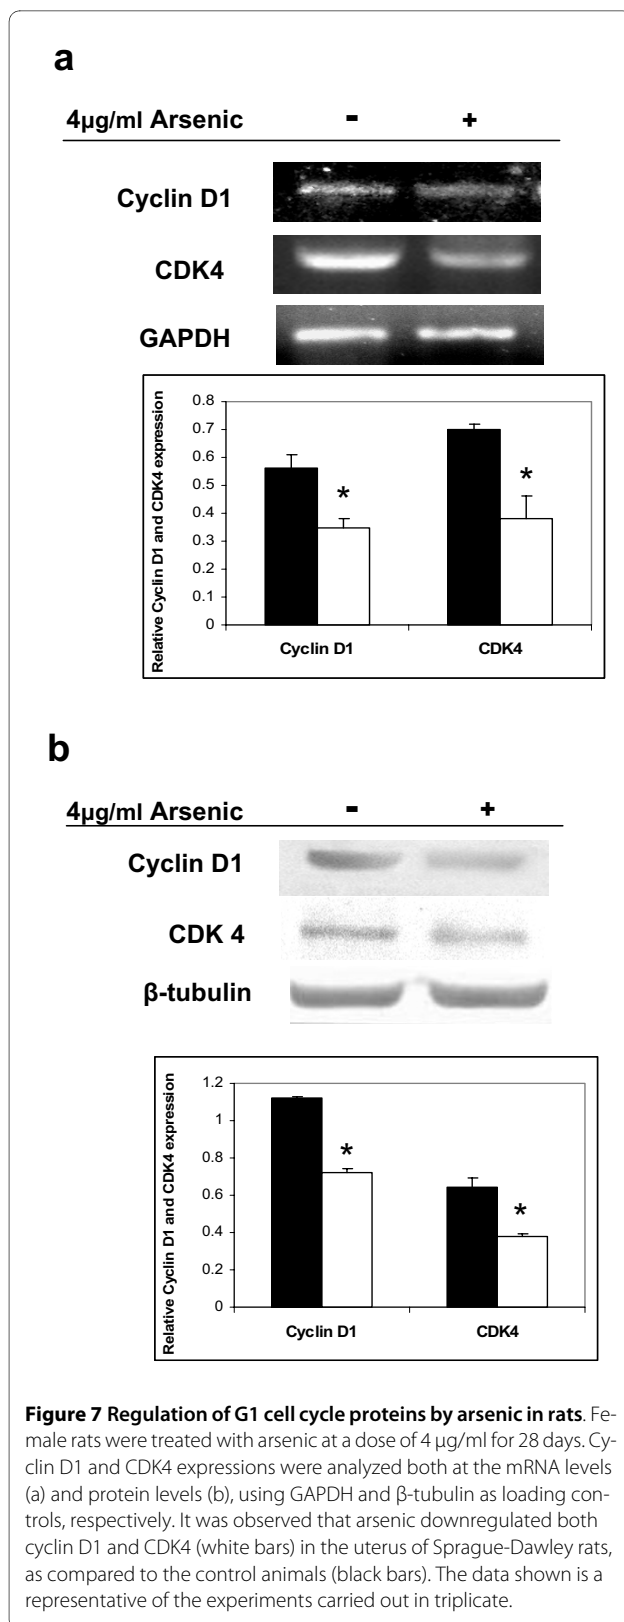 a
4µg/ml Arsenic - +
Cyclin D1
CDK4
GAPDH
Relative Cyclin D1 and CDK4 expression
0.8
0.7
0.6
0.5
0.4
0.3
0.2
0.1
0
*
*
Cyclin D1 CDK4
b
4µg/ml Arsenic - +
Cyclin D1
CDK 4
β-tubulin
Relative Cyclin D1 and CDK4 expression
1.2
1
0.8
0.6
0.4
0.2
0
*
*
Cyclin D1 CDK4
Figure 7 Regulation of G1 cell cycle proteins by arsenic in rats. Fe-
male rats were treated with arsenic at a dose of 4 µg/ml for 28 days. Cy-
clin D1 and CDK4 expressions were analyzed both at the mRNA levels
(a) and protein levels (b), using GAPDH and β-tubulin as loading con-
trols, respectively. It was observed that arsenic downregulated both
cyclin D1 and CDK4 (white bars) in the uterus of Sprague-Dawley rats,
as compared to the control animals (black bars). The data shown is a
representative of the experiments carried out in triplicate.